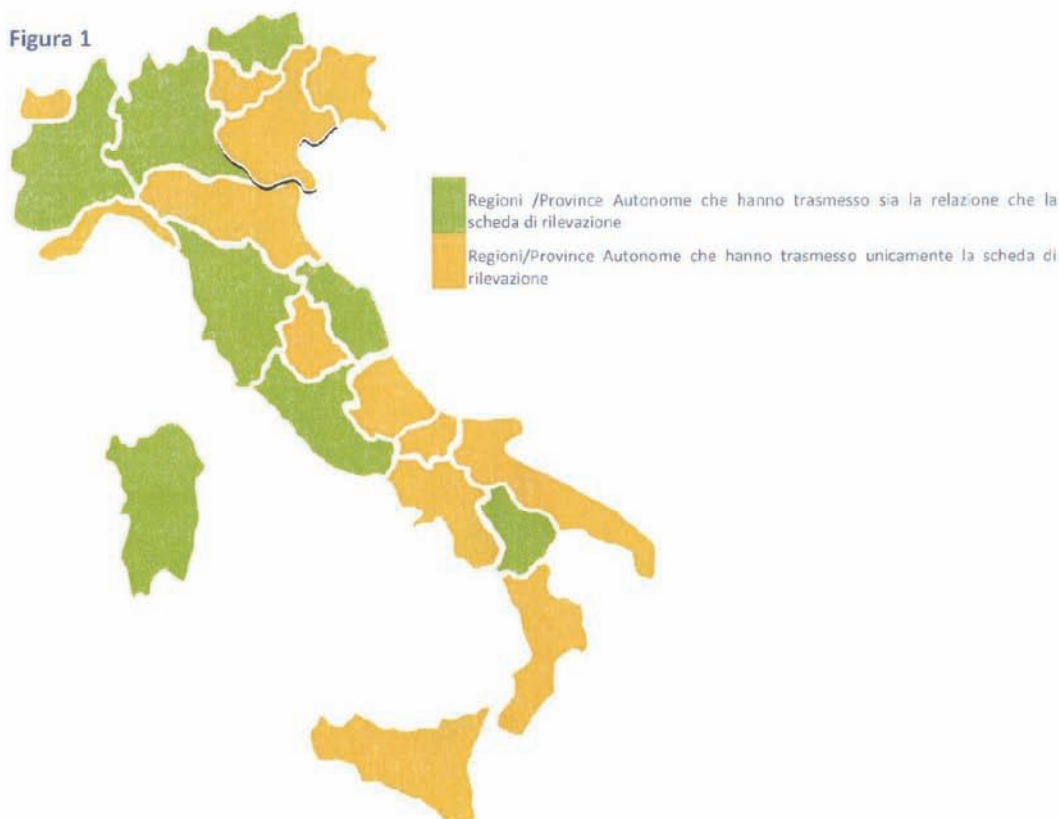 Figura 1
Regioni /Province Autonome che hanno trasmesso sia la relazione che la
scheda di rilevazione
Regioni/Province Autonome che hanno trasmesso unicamente la scheda di
rilevazione